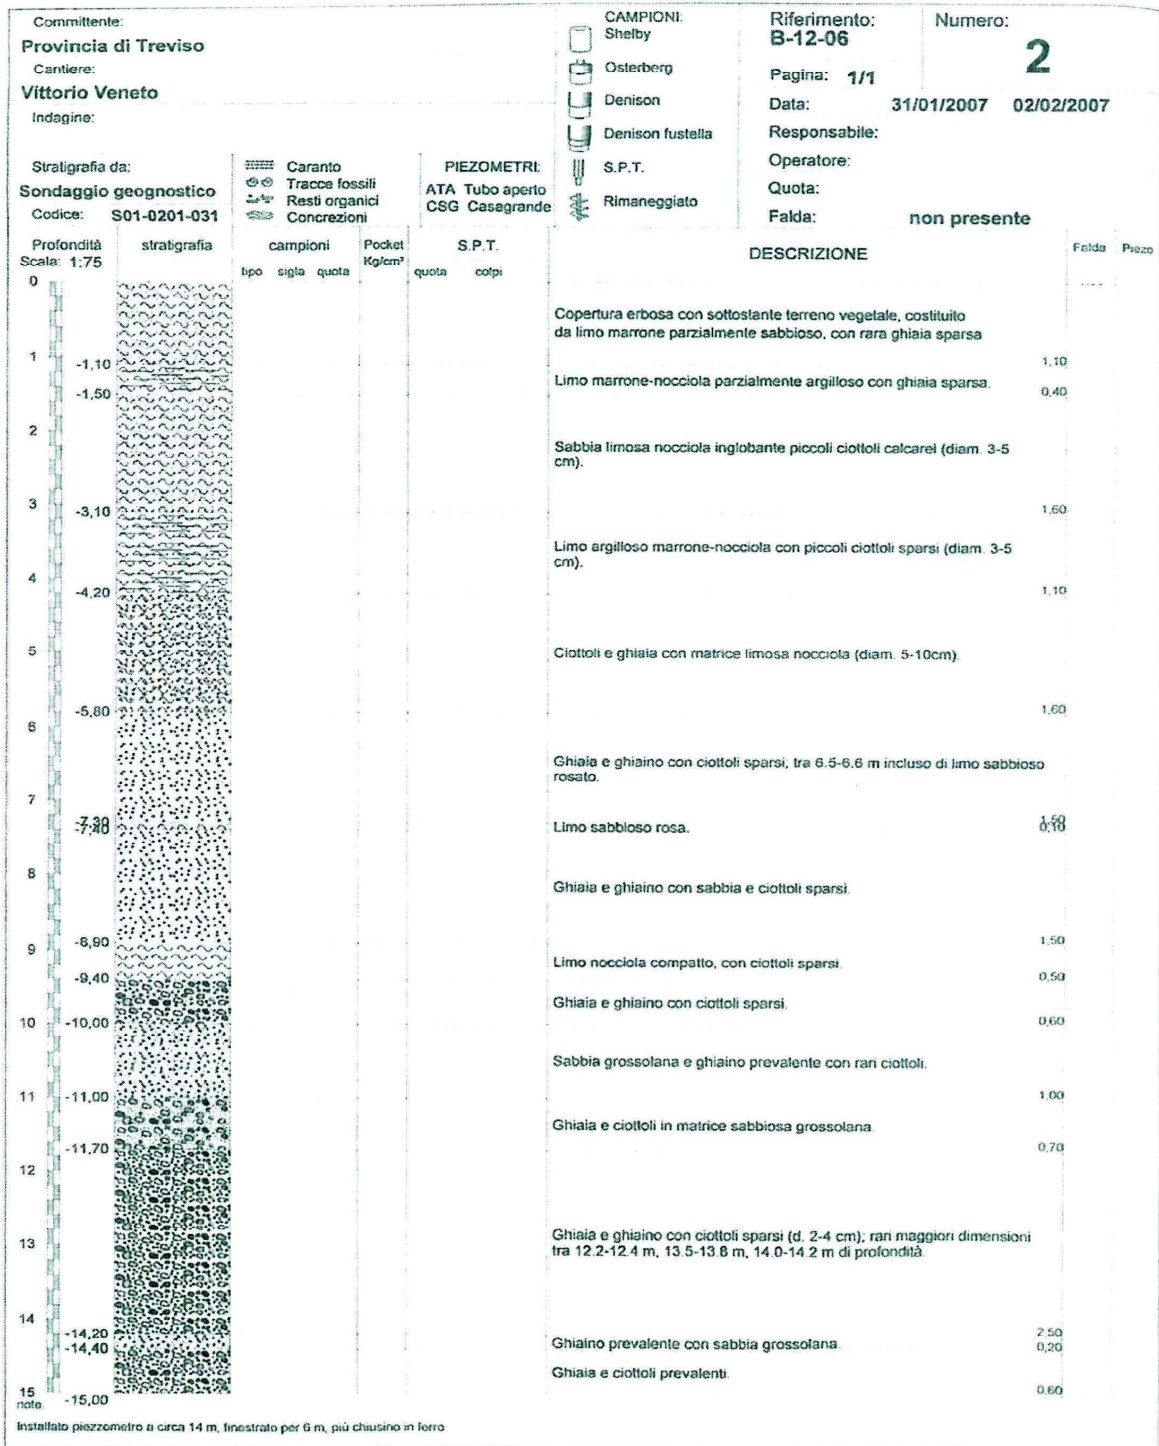 Committente:
Provincia di Treviso
Cantiere:
Vittorio Veneto
Indagine:
CAMPIONI:
Shelby
Osterberg
Denison
Denison fustella
S.P.T.
Rimaneggiato
Riferimento:
B-12-06
Numero:
2
Pagina: 1/1
Data: 31/01/2007 02/02/2007
Responsabile:
Operatore:
Quota:
Falda: non presente
Stratigrafia da:
Sondaggio geognostico
Codice: S01-0201-031
Caranto
Tracce fossili
Resti organici
Concrezioni
PIEZOMETRI:
ATA Tubo aperto
CSG Casagrande
Profondità stratigrafia campioni Pocket S.P.T. DESCRIZIONE Falda Piezo
Scala: 1:75 Kg/cm²
tipo sigla quota quota colpi
0
Copertura erbosa con sottostante terreno vegetale, costituito
da limo marrone parzialmente sabbioso, con rara ghiaia sparsa
1 -1,10 1,10
Limo marrone-nocciola parzialmente argilloso con ghiaia sparsa.
-1,50 0,40
2
Sabbia limosa nocciola inglobante piccoli ciottoli calcarei (diam. 3-5
cm).
3 -3,10 1,60
Limo argilloso marrone-nocciola con piccoli ciottoli sparsi (diam. 3-5
cm).
4 -4,20 1,10
5 Ciottoli e ghiaia con matrice limosa nocciola (diam. 5-10cm).
-5,80 1,60
6
Ghiaia e ghiaino con ciottoli sparsi, tra 6.5-6.6 m incluso di limo sabbioso
rosato.
7
-7,30 1,50
-7,40 Limo sabbioso rosa. 0,10
8
Ghiaia e ghiaino con sabbia e ciottoli sparsi.
9 -8,90 1,50
Limo nocciola compatto, con ciottoli sparsi.
-9,40 0,50
Ghiaia e ghiaino con ciottoli sparsi.
10 -10,00 0,60
Sabbia grossolana e ghiaino prevalente con rari ciottoli.
11 -11,00 1,00
Ghiaia e ciottoli in matrice sabbiosa grossolana.
-11,70 0,70
12
13 Ghiaia e ghiaino con ciottoli sparsi (d. 2-4 cm); rari maggiori dimensioni
tra 12.2-12.4 m, 13.5-13.8 m, 14.0-14.2 m di profondità.
14
-14,20 2,50
-14,40 Ghiaino prevalente con sabbia grossolana. 0,20
Ghiaia e ciottoli prevalenti.
15 -15,00 0,60
note:
Installato piezzometro a circa 14 m, finestrato per 6 m, più chiusino in ferro